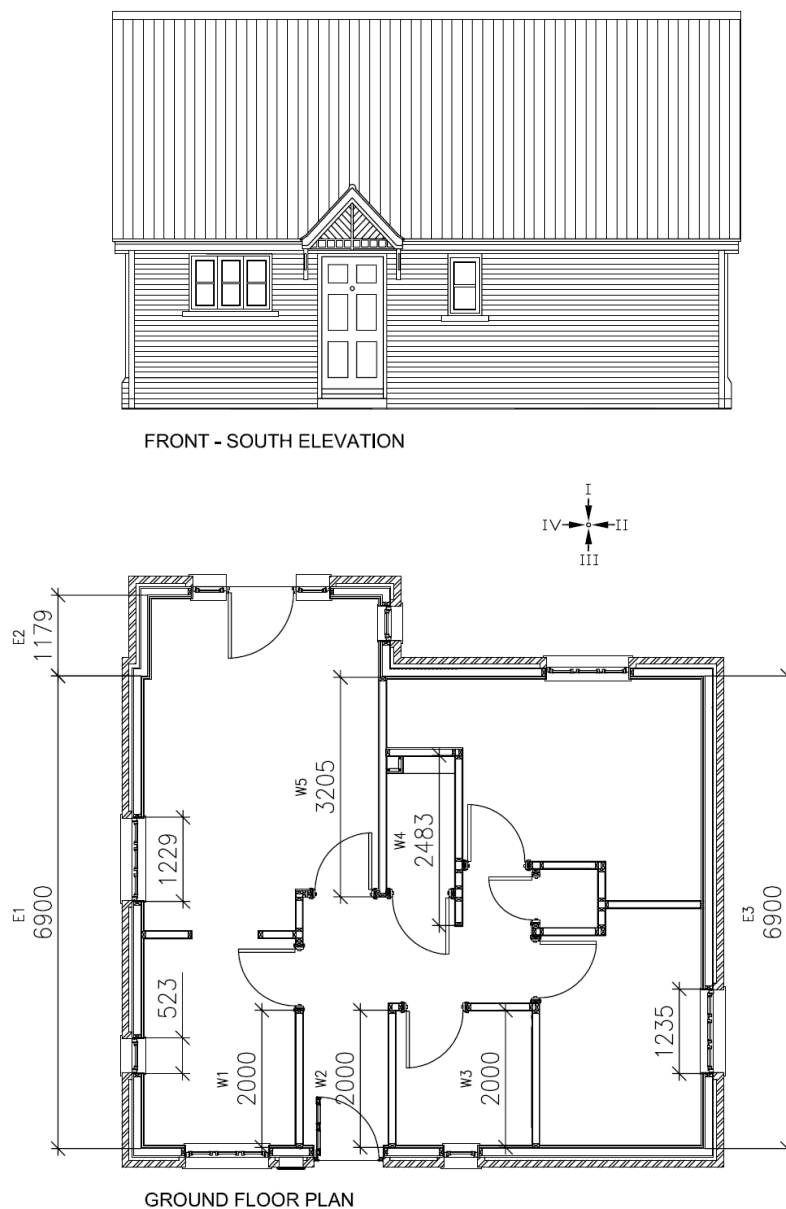 FRONT - SOUTH ELEVATION
I
IV II
III
E2
1179
W5
3205
W4
2483
1229
E1
6900
E3
6900
523
1235
W1
2000
W2
2000
W3
2000
GROUND FLOOR PLAN